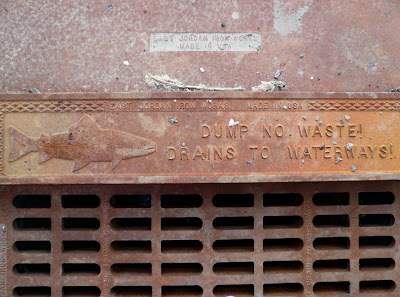 EAST JORDAN IRON WORKS
MADE IN USA
EAST JORDAN IRON WORKS MADE IN USA
DUMP NO WASTE!
DRAINS TO WATERWAYS!